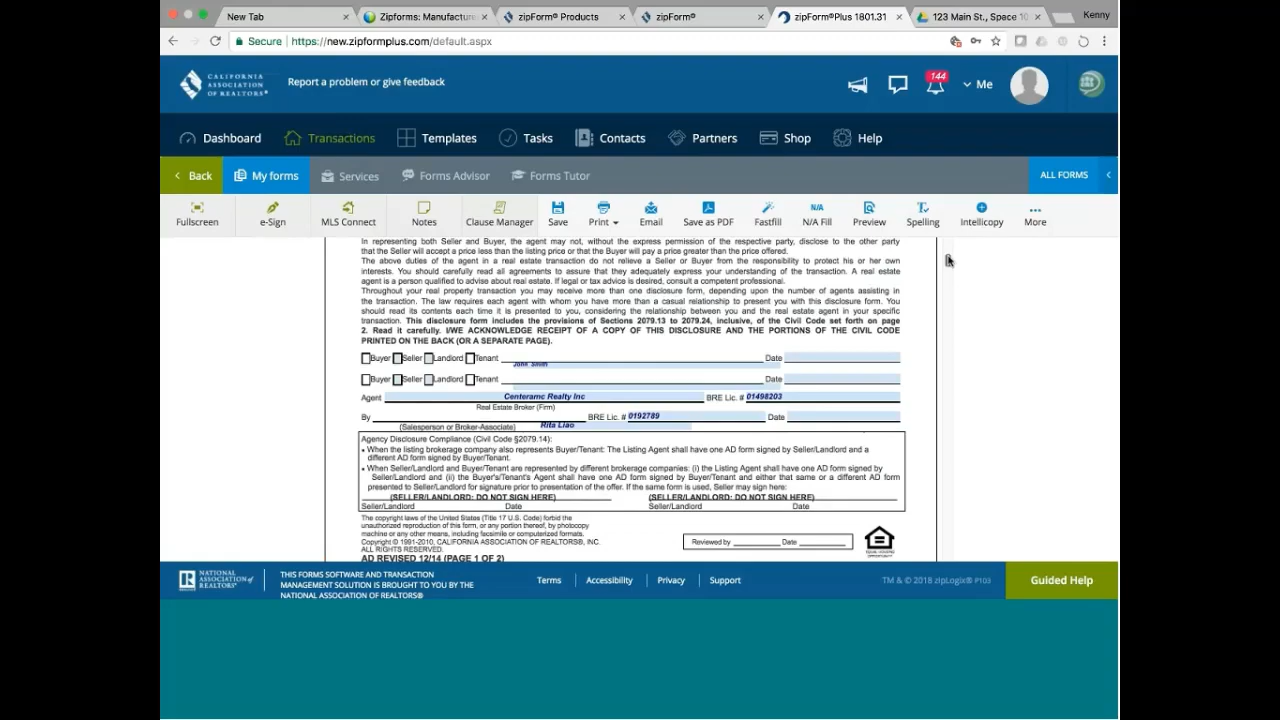 New Tab
Zipforms: Manufactur
zipForm® Products
zipForm®
zipForm®Plus 1801.31
123 Main St., Space 10
Kenny
Secure
https://new.zipformplus.com/default.aspx
CALIFORNIA
ASSOCIATION
OF REALTORS®
Report a problem or give feedback
144
Me
Dashboard
Transactions
Templates
Tasks
Contacts
Partners
Shop
Help
Back
My forms
Services
Forms Advisor
Forms Tutor
ALL FORMS
Fullscreen
e-Sign
MLS Connect
Notes
Clause Manager
Save
Print
Email
Save as PDF
Fastfill
N/A
N/A Fill
Preview
Spelling
Intellicopy
More
In representing both Seller and Buyer, the agent may not, without the express permission of the respective party, disclose to the other party
that the Seller will accept a price less than the listing price or that the Buyer will pay a price greater than the price offered.
The above duties of the agent in a real estate transaction do not relieve a Seller or Buyer from the responsibility to protect his or her own
interests. You should carefully read all agreements to assure that they adequately express your understanding of the transaction. A real estate
agent is a person qualified to advise about real estate. If legal or tax advice is desired, consult a competent professional.
Throughout your real property transaction you may receive more than one disclosure form, depending upon the number of agents assisting in
the transaction. The law requires each agent with whom you have more than a casual relationship to present you with this disclosure form. You
should read its contents each time it is presented to you, considering the relationship between you and the real estate agent in your specific
transaction. This disclosure form includes the provisions of Sections 2079.13 to 2079.24, inclusive, of the Civil Code set forth on page
2. Read it carefully. I/WE ACKNOWLEDGE RECEIPT OF A COPY OF THIS DISCLOSURE AND THE PORTIONS OF THE CIVIL CODE
PRINTED ON THE BACK (OR A SEPARATE PAGE).
Buyer Seller Landlord Tenant Date
John Smith
Buyer Seller Landlord Tenant Date
Agent Centeramc Realty Inc BRE Lic. # 01498203
Real Estate Broker (Firm)
By BRE Lic. # 0192789 Date
(Salesperson or Broker-Associate) Rita Liao
Agency Disclosure Compliance (Civil Code §2079.14):
• When the listing brokerage company also represents Buyer/Tenant: The Listing Agent shall have one AD form signed by Seller/Landlord and a
different AD form signed by Buyer/Tenant.
• When Seller/Landlord and Buyer/Tenant are represented by different brokerage companies: (i) the Listing Agent shall have one AD form signed by
Seller/Landlord and (ii) the Buyer's/Tenant's Agent shall have one AD form signed by Buyer/Tenant and either that same or a different AD form
presented to Seller/Landlord for signature prior to presentation of the offer. If the same form is used, Seller may sign here:
(SELLER/LANDLORD: DO NOT SIGN HERE) (SELLER/LANDLORD: DO NOT SIGN HERE)
Seller/Landlord Date Seller/Landlord Date
The copyright laws of the United States (Title 17 U.S. Code) forbid the
unauthorized reproduction of this form, or any portion thereof, by photocopy
machine or any other means, including facsimile or computerized formats.
Copyright © 1991-2010, CALIFORNIA ASSOCIATION OF REALTORS®, INC.
ALL RIGHTS RESERVED.
Reviewed by Date
AD REVISED 12/14 (PAGE 1 OF 2)
NATIONAL
ASSOCIATION of
REALTORS®
THIS FORMS SOFTWARE AND TRANSACTION
MANAGEMENT SOLUTION IS BROUGHT TO YOU BY THE
NATIONAL ASSOCIATION OF REALTORS®
Terms
Accessibility
Privacy
Support
TM & © 2018 zipLogix® P103
Guided Help